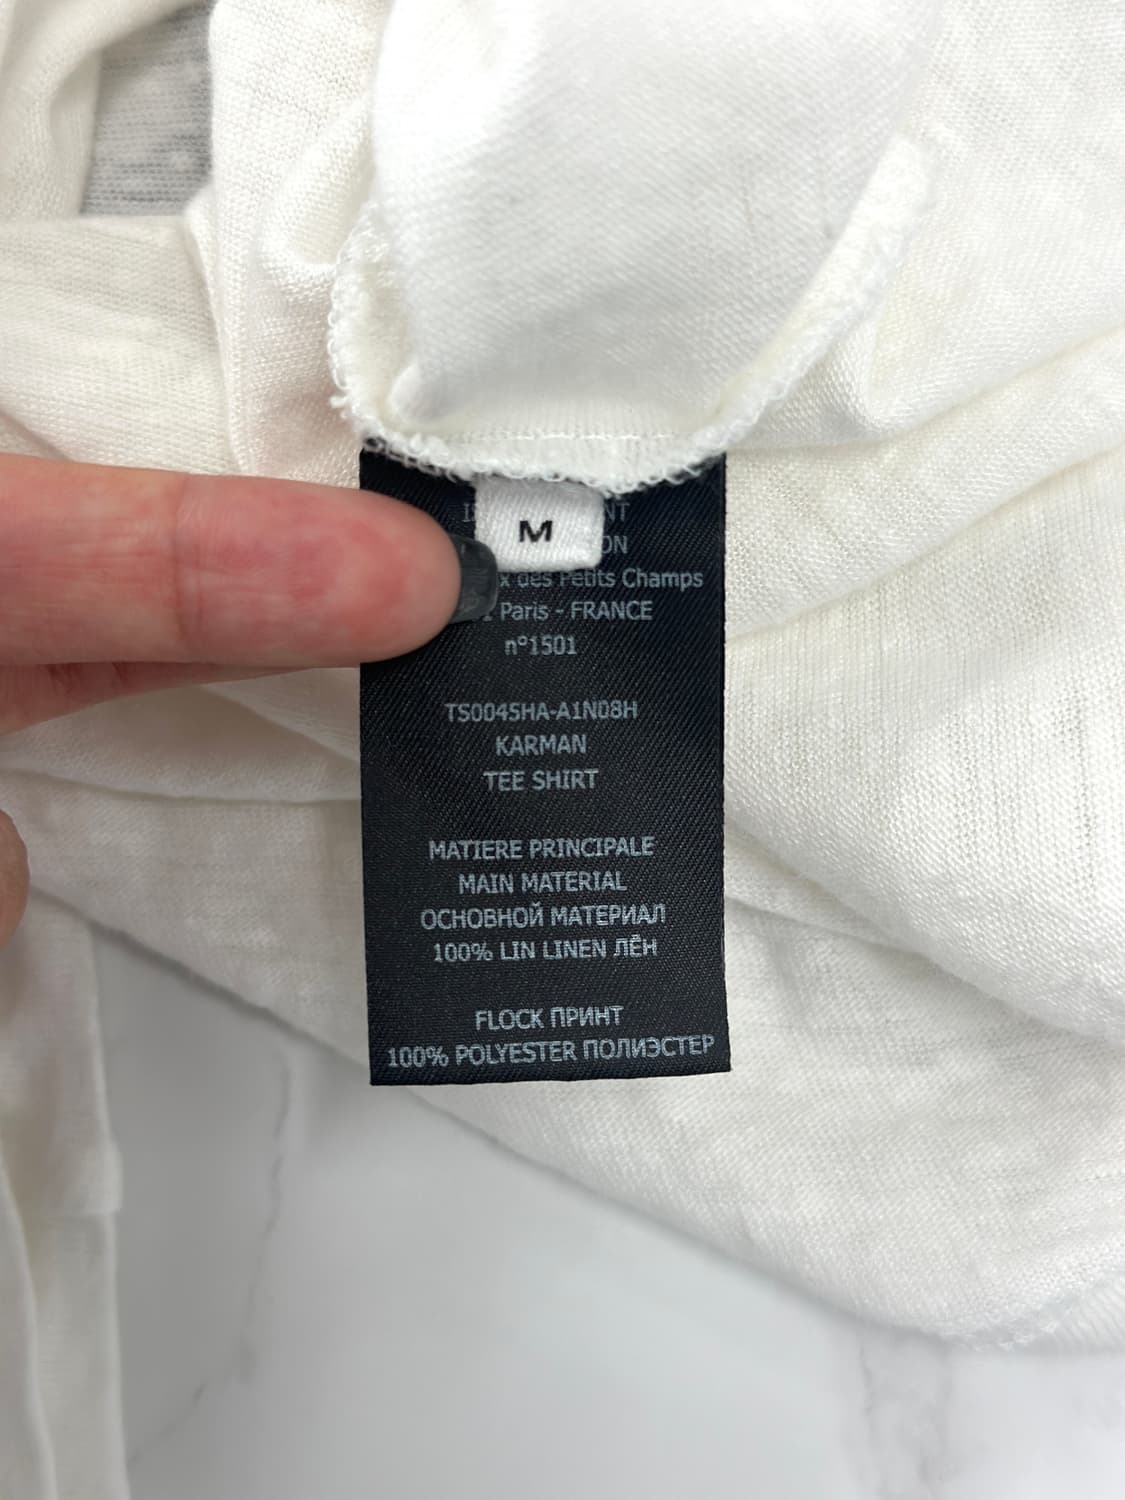 M
des Petits Champs
Paris - FRANCE
n°1501
TS0045HA-A1N08H
KARMAN
TEE SHIRT
MATIERE PRINCIPALE
MAIN MATERIAL
ОСНОВНОЙ МАТЕРИАЛ
100% LIN LINEN ЛЁН
FLOCK ПРИНТ
100% POLYESTER ПОЛИЭСТЕР